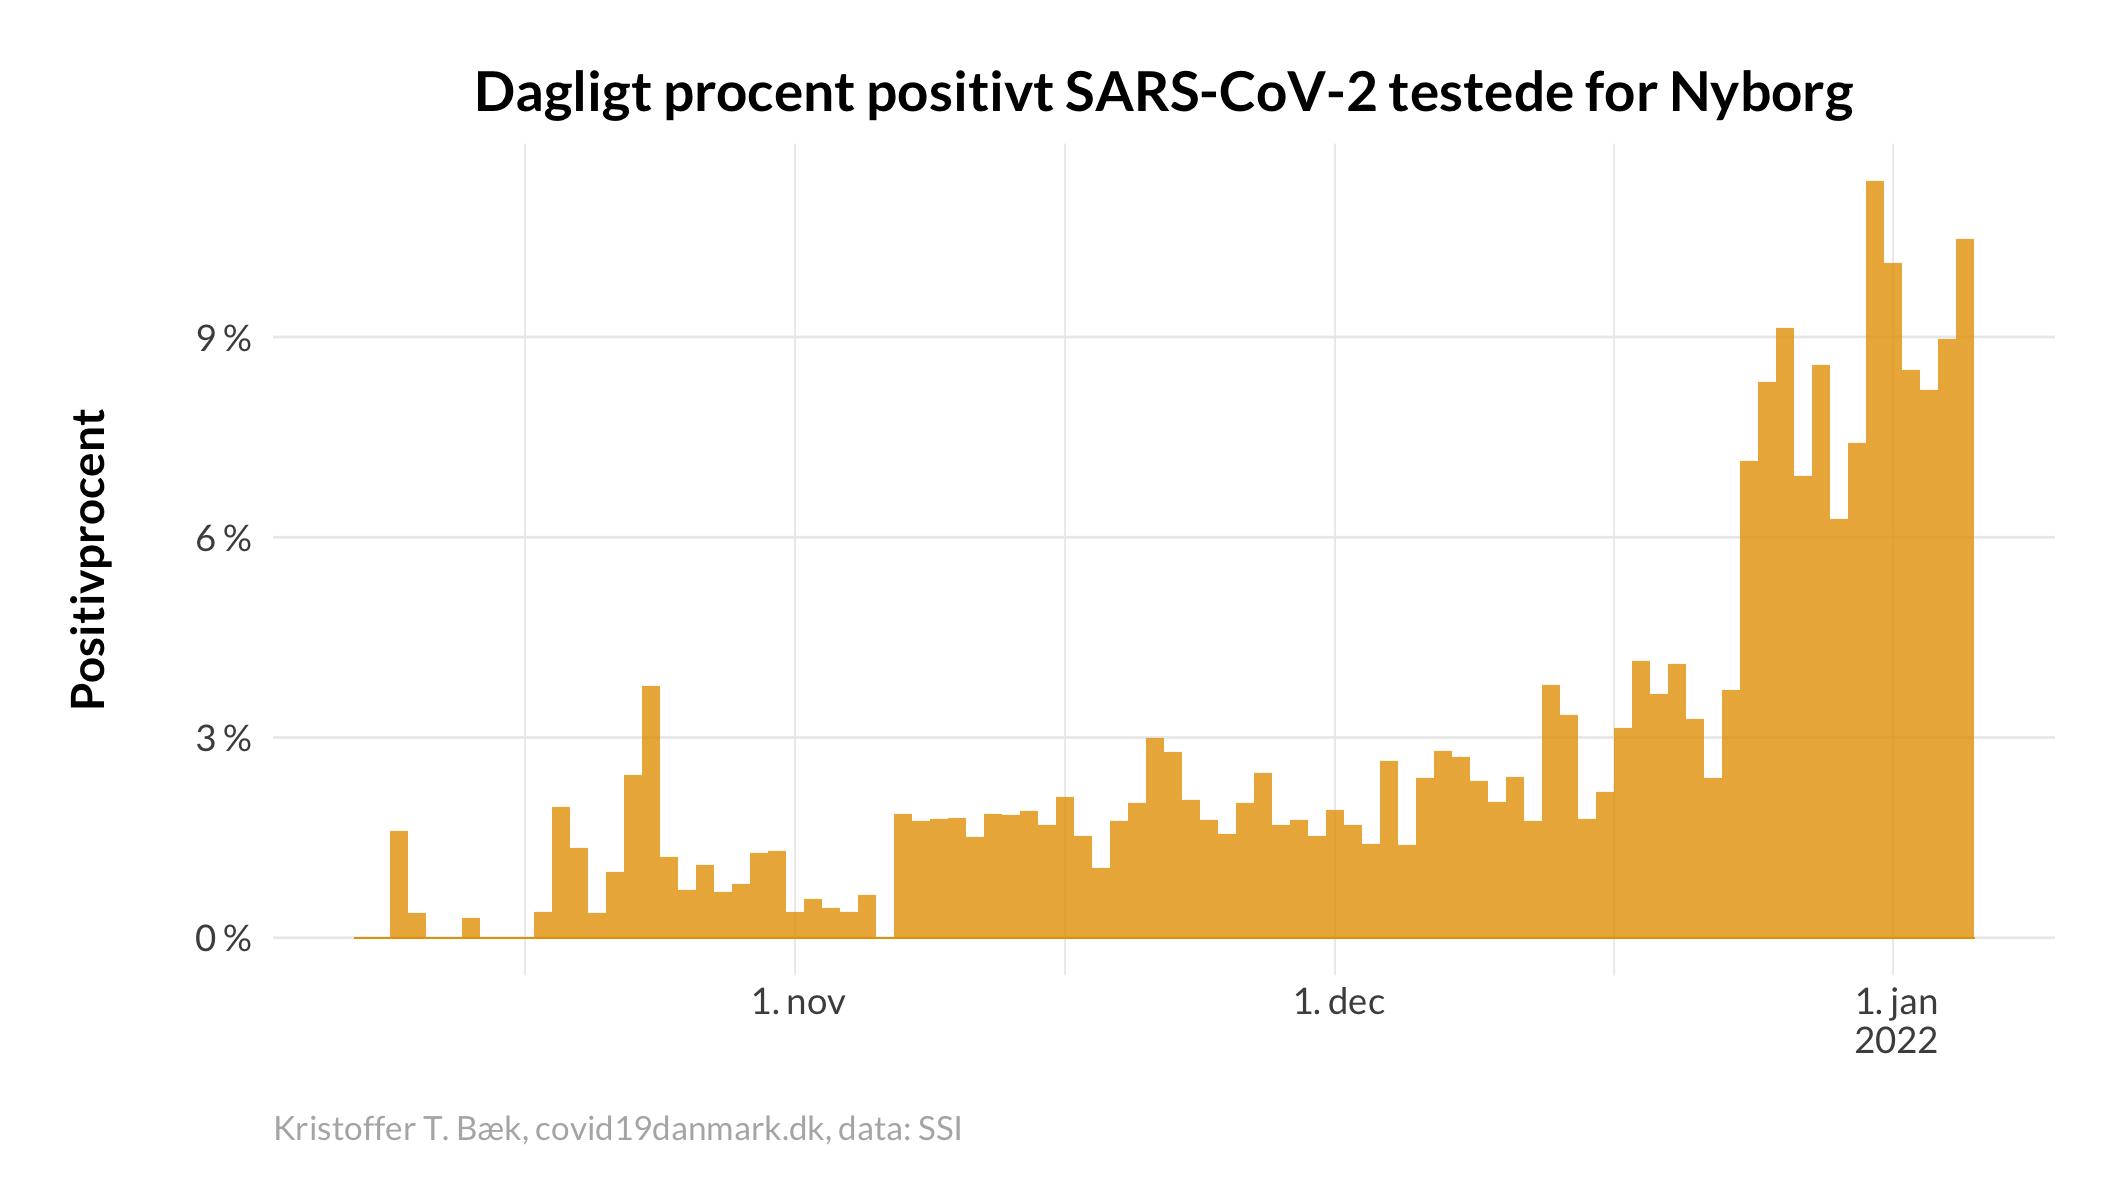 Dagligt procent positivt SARS-CoV-2 testede for Nyborg
Positivprocent
9 %
6 %
3 %
0 %
1. nov
1. dec
1. jan
2022
Kristoffer T. Bæk, covid19danmark.dk, data: SSI